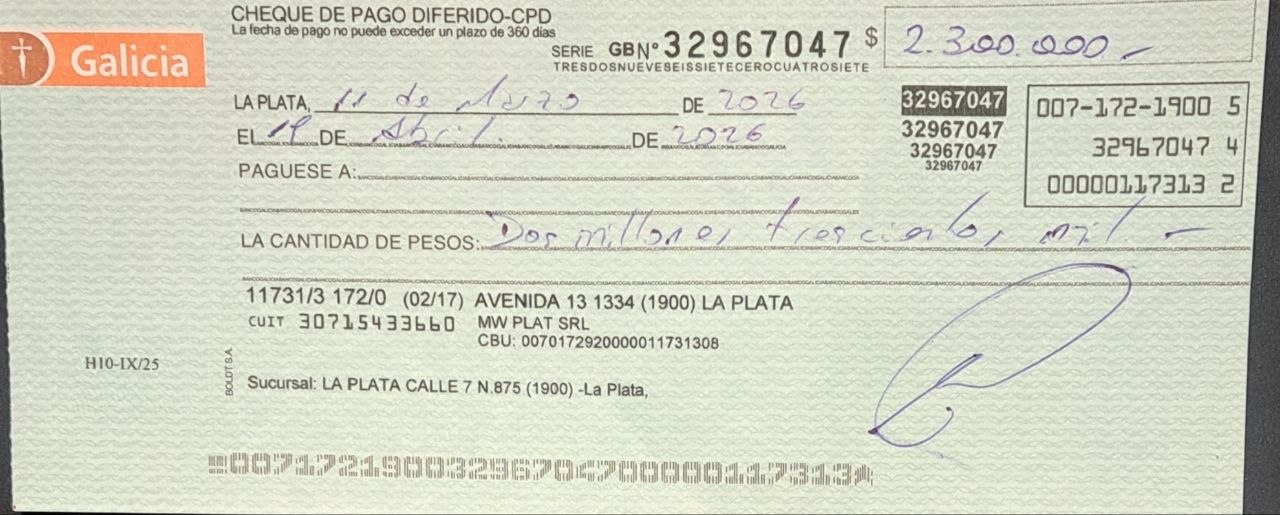 CHEQUE DE PAGO DIFERIDO-CPD
La fecha de pago no puede exceder un plazo de 360 días
Galicia
SERIE GB Nº 32967047 $ 2.300.000.-
TRESDOSNUEVESEISSIETECEROCUATROSIETE
LA PLATA, 11 de Marzo DE 2026
EL 19 DE Abril. DE 2026
32967047
32967047
32967047
32967047
007-172-1900 5
32967047 4
00000117313 2
PAGUESE A:
LA CANTIDAD DE PESOS: Dos millones trescientos mil. -
11731/3 172/0 (02/17) AVENIDA 13 1334 (1900) LA PLATA
CUIT 30715433660 MW PLAT SRL
CBU: 0070172920000011731308
H10-IX/25
BOLDT S.A.
Sucursal: LA PLATA CALLE 7 N.875 (1900) -La Plata,
00717219003296704700000117313